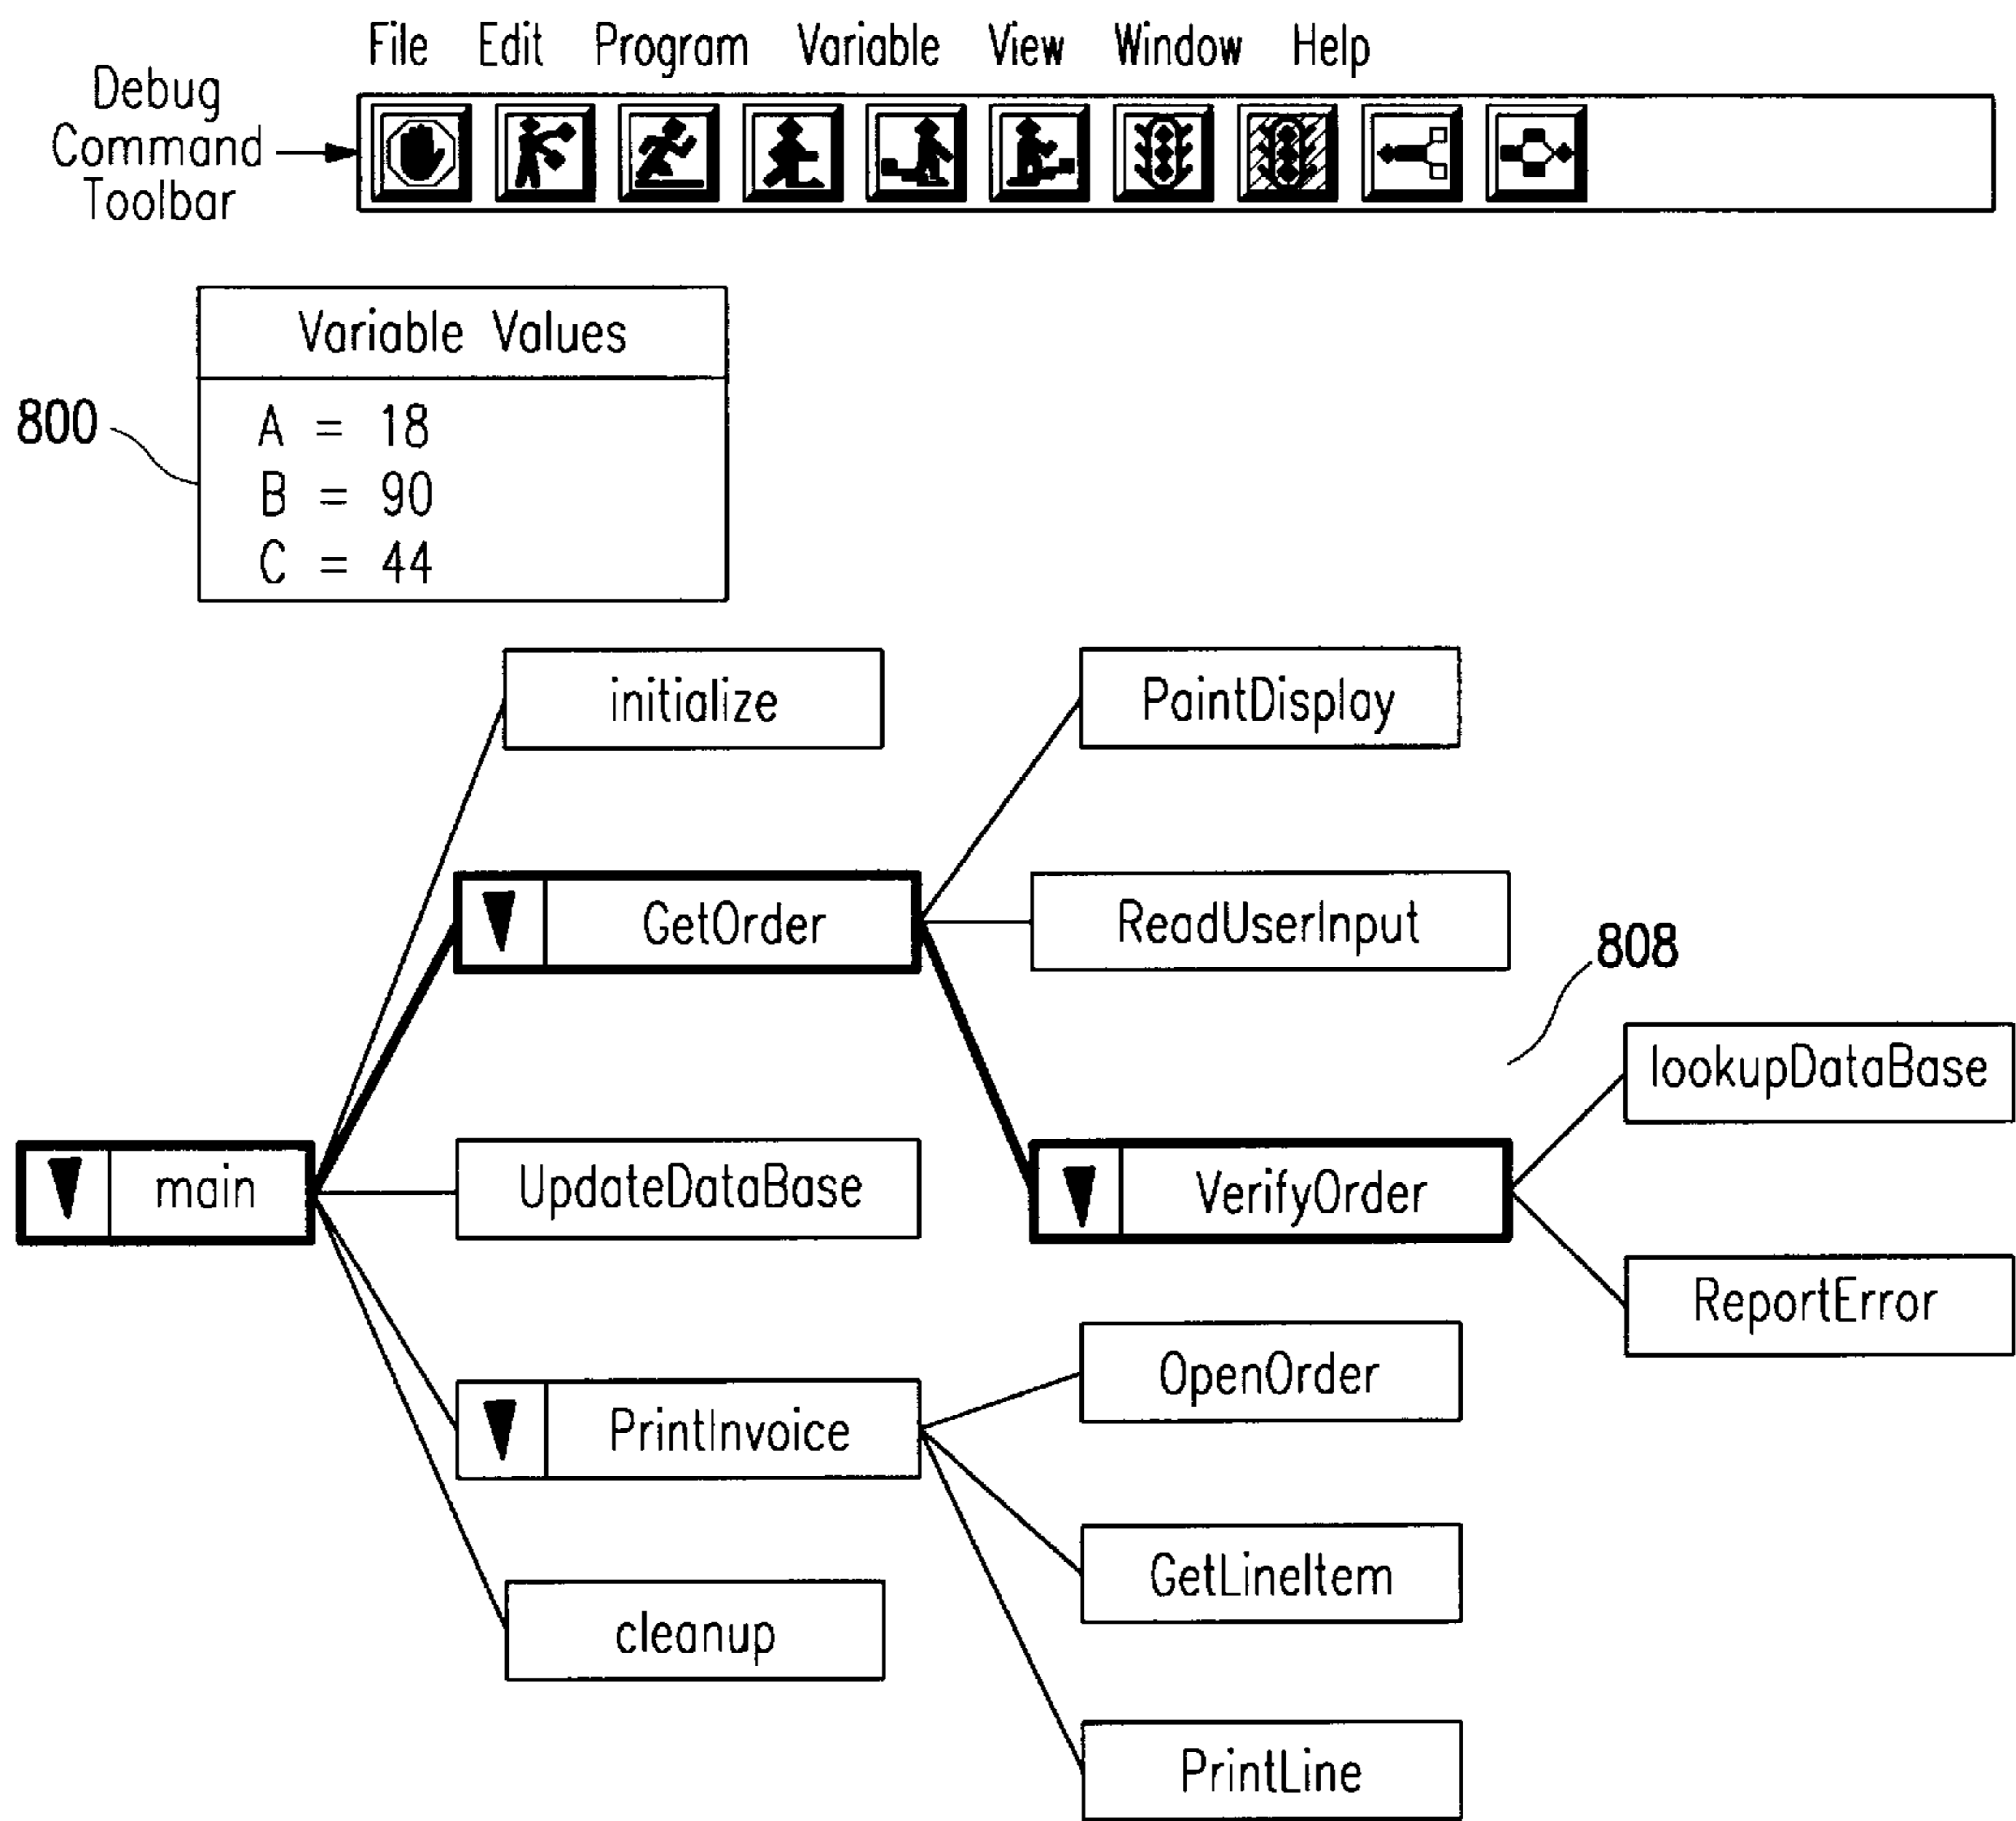 File Edit Program Variable View Window Help
Debug
Command
Toolbar
Variable Values
800
A = 18
B = 90
C = 44
initialize
PaintDisplay
GetOrder
ReadUserInput
808
lookupDataBase
main
UpdateDataBase
VerifyOrder
ReportError
OpenOrder
PrintInvoice
GetLineItem
cleanup
PrintLine